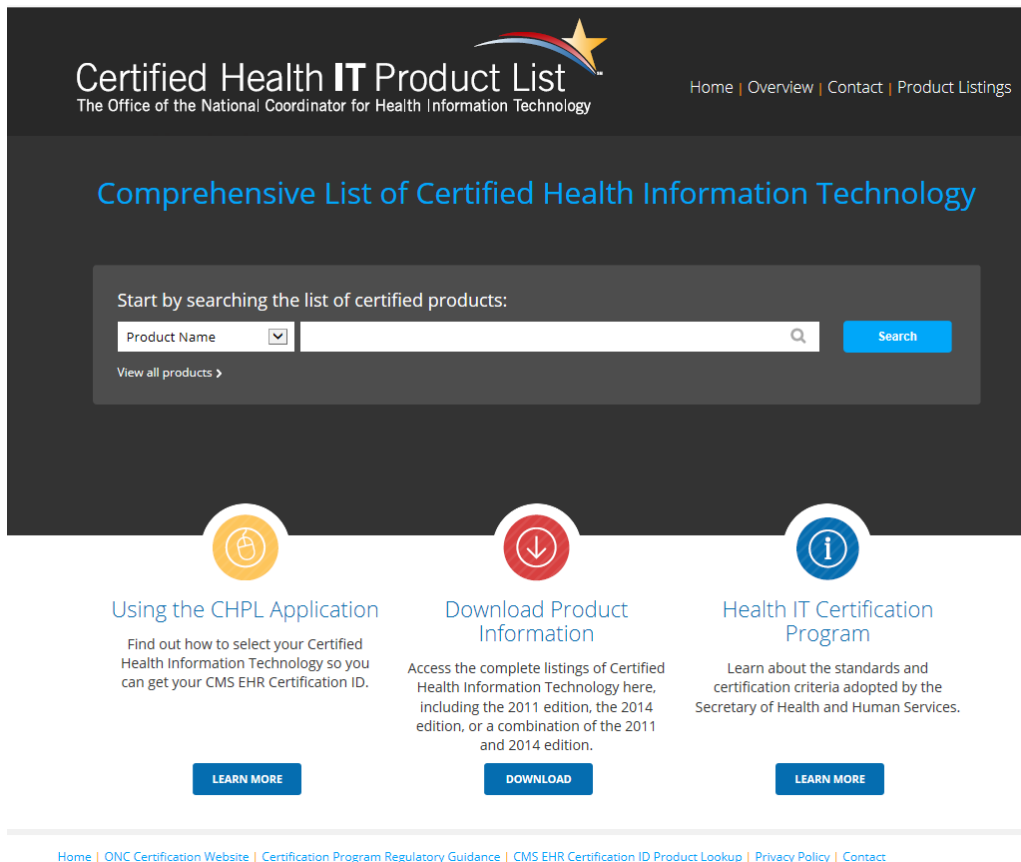 Certified Health IT Product List
The Office of the National Coordinator for Health Information Technology
Home | Overview | Contact | Product Listings
Comprehensive List of Certified Health Information Technology
Start by searching the list of certified products:
Product Name
Search
View all products >
Using the CHPL Application
Find out how to select your Certified
Health Information Technology so you
can get your CMS EHR Certification ID.
LEARN MORE
Download Product
Information
Access the complete listings of Certified
Health Information Technology here,
including the 2011 edition, the 2014
edition, or a combination of the 2011
and 2014 edition.
DOWNLOAD
Health IT Certification
Program
Learn about the standards and
certification criteria adopted by the
Secretary of Health and Human Services.
LEARN MORE
Home | ONC Certification Website | Certification Program Regulatory Guidance | CMS EHR Certification ID Product Lookup | Privacy Policy | Contact